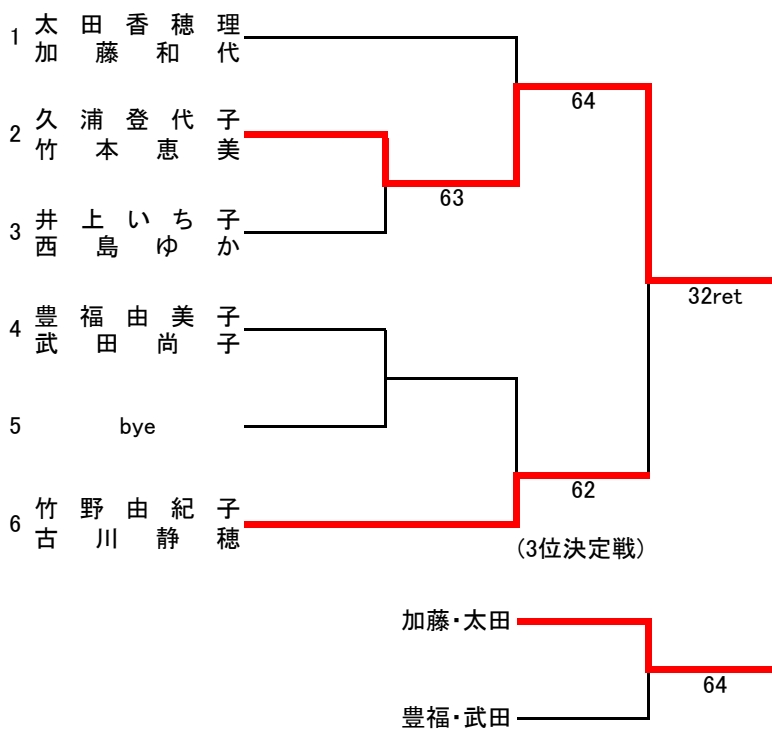 1 太田香穂理
加藤和代
64
2 久浦登代子
竹本恵美
63
3 井上いち子
西島ゆか
32ret
4 豊福由美子
武田尚子
5 bye
62
6 竹野由紀子
古川静穂
(3位決定戦)
加藤・太田
64
豊福・武田